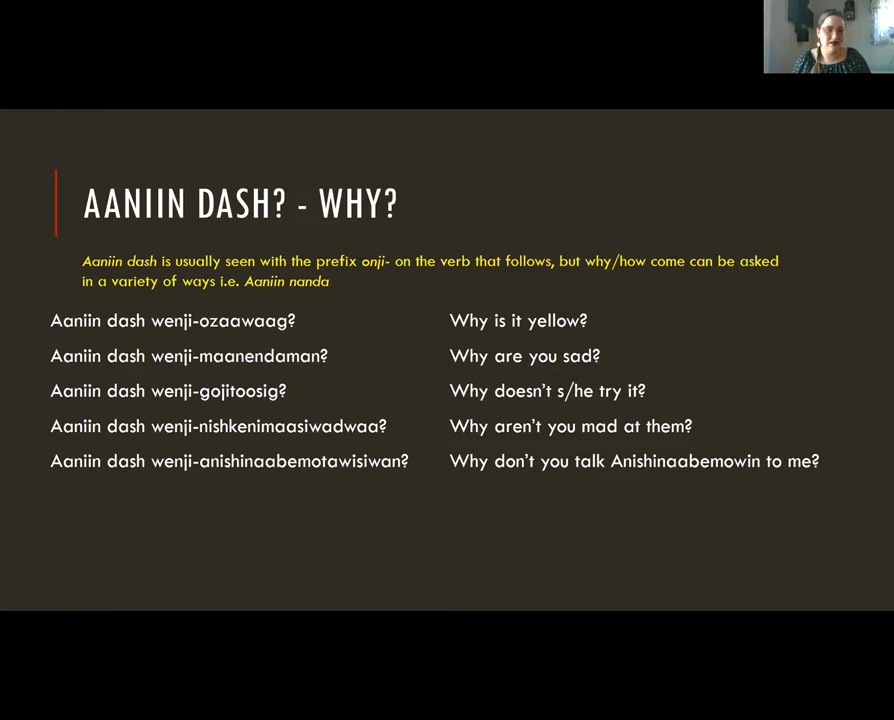 AANIIN DASH? - WHY?
Aaniin dash is usually seen with the prefix onji- on the verb that follows, but why/how come can be asked
in a variety of ways i.e. Aaniin nanda
Aaniin dash wenji-ozaawaag? Why is it yellow?
Aaniin dash wenji-maanendaman? Why are you sad?
Aaniin dash wenji-gojitoosig? Why doesn't s/he try it?
Aaniin dash wenji-nishkenimaasiwadwaa? Why aren't you mad at them?
Aaniin dash wenji-anishinaabemotawisiwan? Why don't you talk Anishinaabemowin to me?